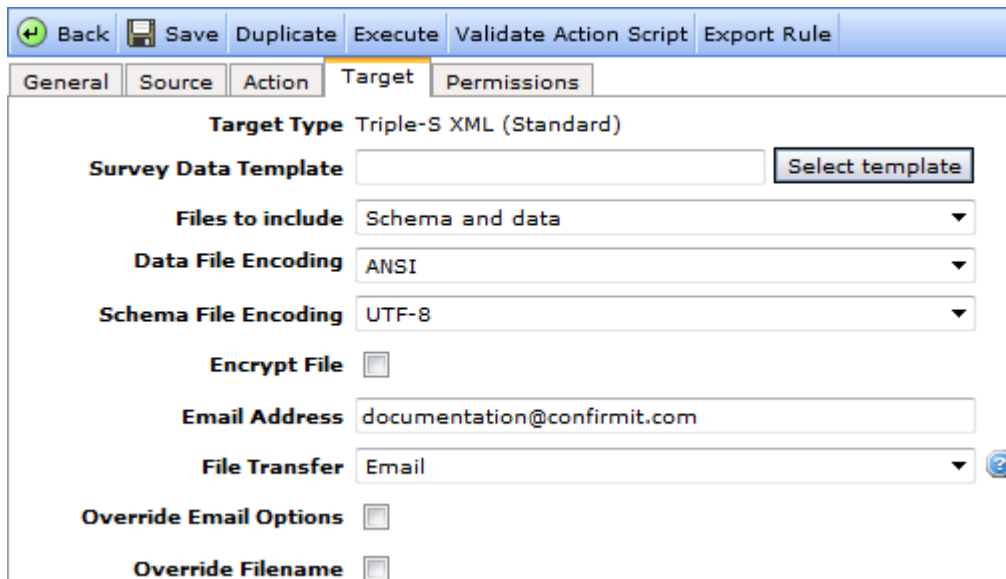 Back Save Duplicate Execute Validate Action Script Export Rule
General Source Action Target Permissions
Target Type Triple-S XML (Standard)
Survey Data Template Select template
Files to include Schema and data
Data File Encoding ANSI
Schema File Encoding UTF-8
Encrypt File
Email Address documentation@confirmit.com
File Transfer Email ?
Override Email Options
Override Filename